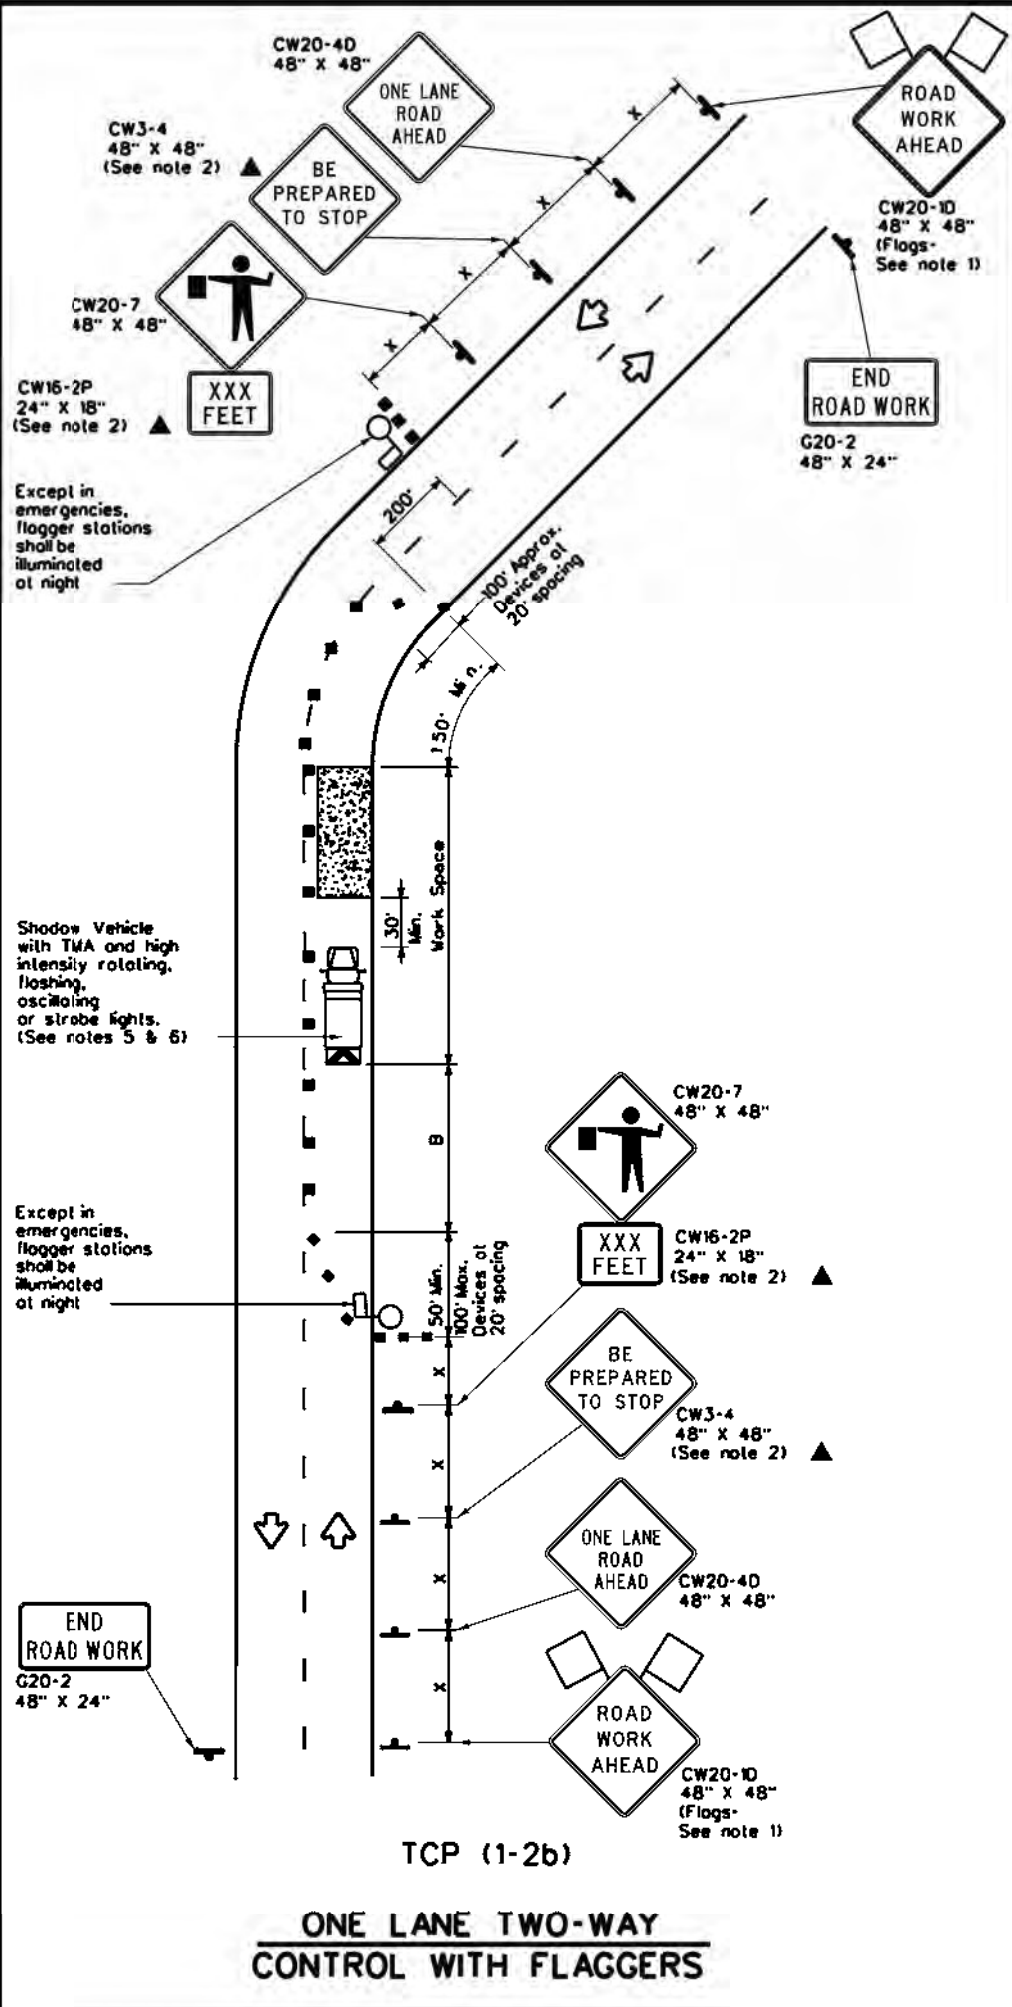 CW20-4D
48" X 48"
ONE LANE
ROAD
AHEAD
ROAD
WORK
AHEAD
CW3-4
48" X 48"
(See note 2)
BE
PREPARED
TO STOP
CW20-1D
48" X 48"
(Flags-
See note 1)
CW20-7
48" X 48"
X
X
X
X
END
ROAD WORK
G20-2
48" X 24"
CW16-2P
24" X 18"
(See note 2)
XXX
FEET
Except in
emergencies,
flagger stations
shall be
illuminated
at night
200'
100' Approx.
Devices at
20' spacing
150' Min.
Work Space
30'
Min.
Shadow Vehicle
with TMA and high
intensity rotating,
flashing,
oscillating
or strobe lights.
(See notes 5 & 6)
B
CW20-7
48" X 48"
XXX
FEET
CW16-2P
24" X 18"
(See note 2)
Except in
emergencies,
flagger stations
shall be
illuminated
at night
50' Min.
100' Max.
Devices at
20' spacing
X
X
X
X
BE
PREPARED
TO STOP
CW3-4
48" X 48"
(See note 2)
ONE LANE
ROAD
AHEAD
CW20-4D
48" X 48"
END
ROAD WORK
G20-2
48" X 24"
ROAD
WORK
AHEAD
CW20-1D
48" X 48"
(Flags-
See note 1)
TCP (1-2b)
ONE LANE TWO-WAY
CONTROL WITH FLAGGERS